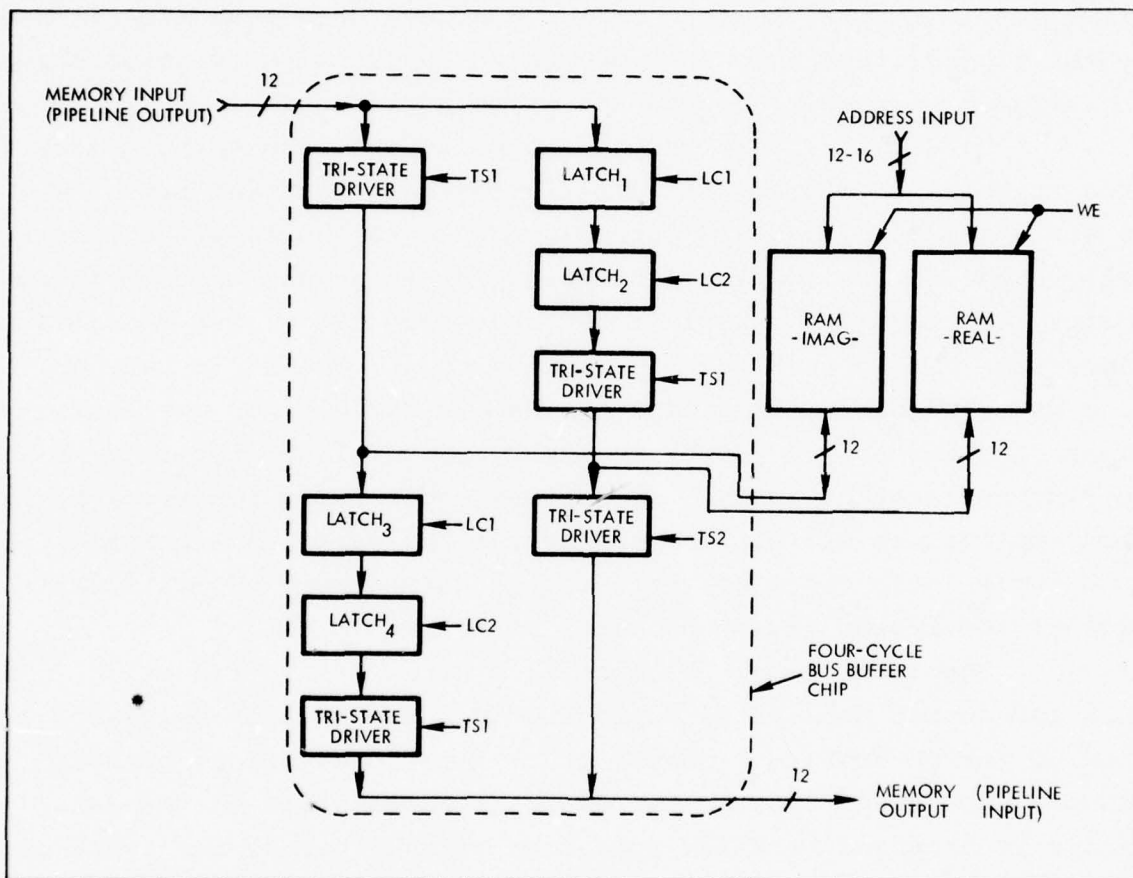 MEMORY INPUT
(PIPELINE OUTPUT)
12
TRI-STATE
DRIVER
TS1
LATCH1
LC1
LATCH2
LC2
TRI-STATE
DRIVER
TS1
ADDRESS INPUT
12-16
WE
RAM
-IMAG-
RAM
-REAL-
12
12
LATCH3
LC1
TRI-STATE
DRIVER
TS2
LATCH4
LC2
TRI-STATE
DRIVER
TS1
FOUR-CYCLE
BUS BUFFER
CHIP
12
MEMORY (PIPELINE
OUTPUT INPUT)